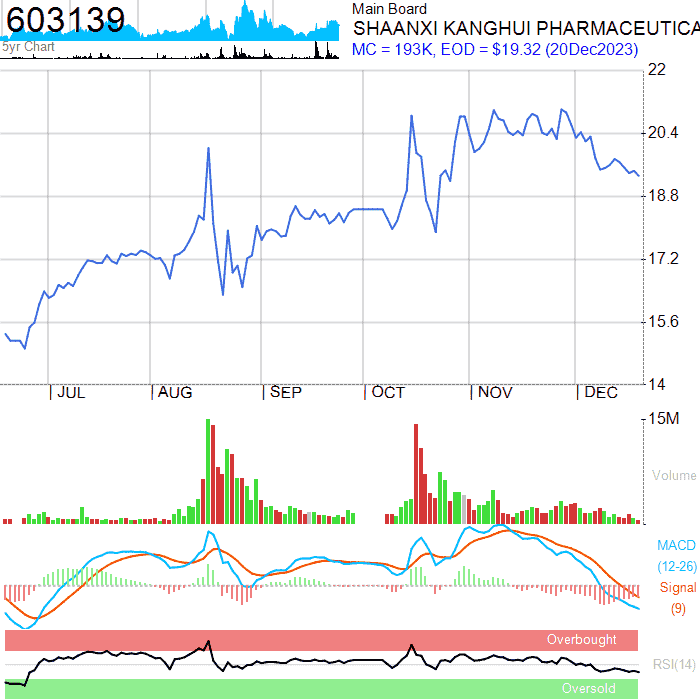 603139
5yr Chart
Main Board
SHAANXI KANGHUI PHARMACEUTICA
MC = 193K, EOD = $19.32 (20Dec2023)
22
20.4
18.8
17.2
15.6
14
JUL AUG SEP OCT NOV DEC
15M
Volume
MACD
(12-26)
Signal
(9)
Overbought
RSI(14)
Oversold